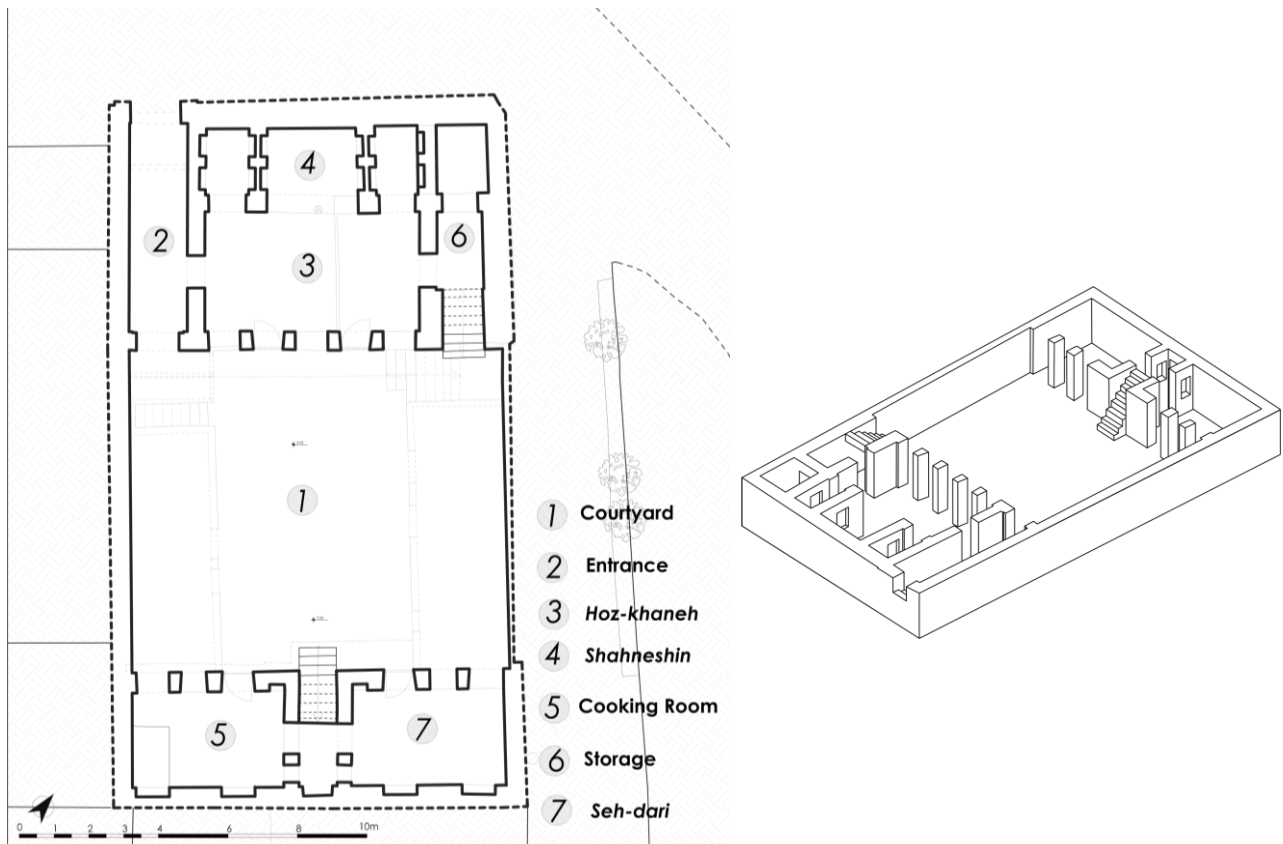 4
2
3
6
1
5
7
1 Courtyard
2 Entrance
3 Hoz-khaneh
4 Shahneshin
5 Cooking Room
6 Storage
7 Seh-dari
0 1 2 3 4 6 8 10m